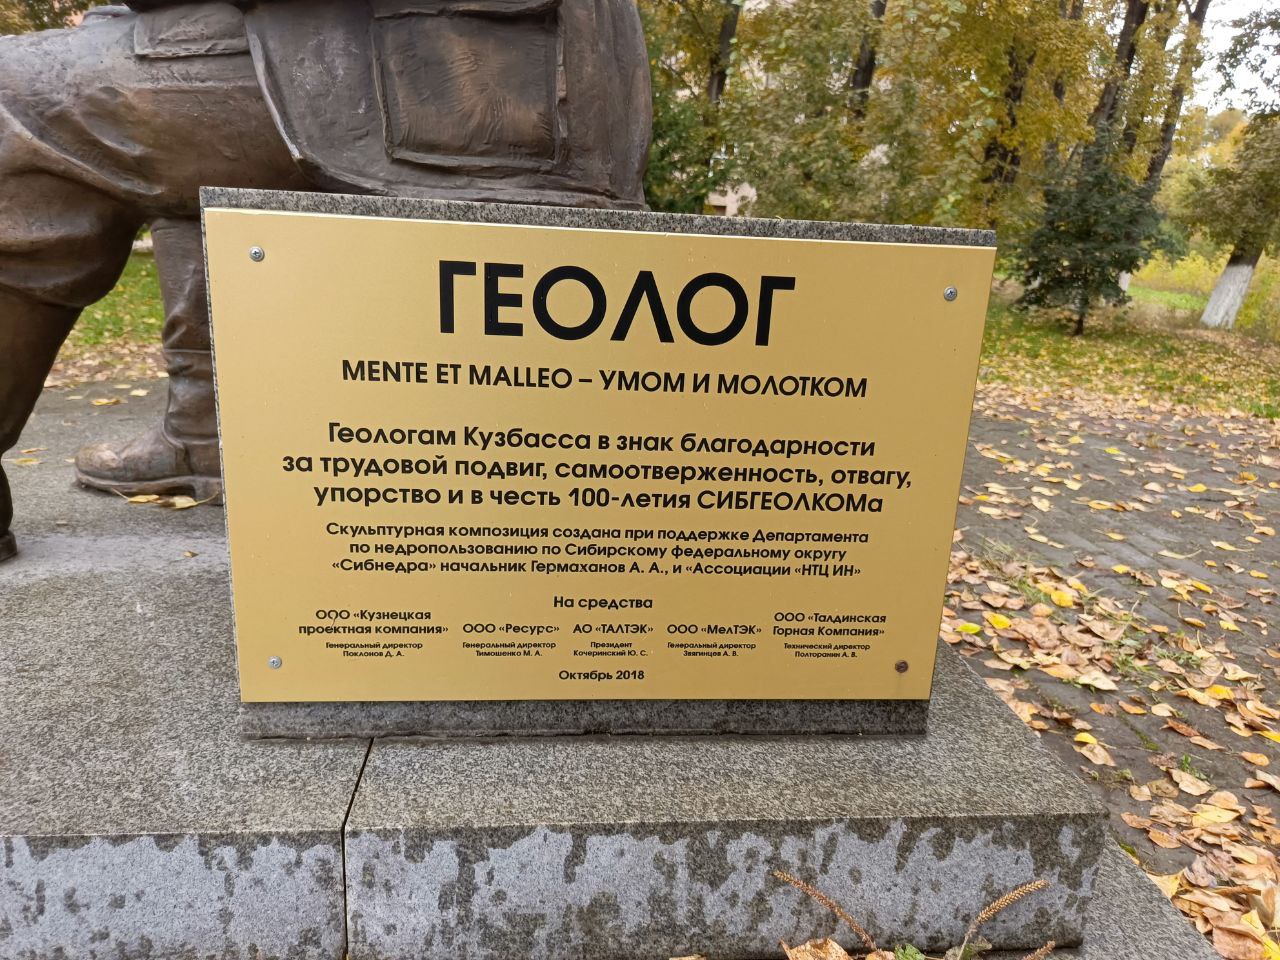 ГЕОЛОГ
MENTE ET MALLEO – УМОМ И МОЛОТКОМ
Геологам Кузбасса в знак благодарности
за трудовой подвиг, самоотверженность, отвагу,
упорство и в честь 100-летия СИБГЕОЛКОМа
Скульптурная композиция создана при поддержке Департамента
по недропользованию по Сибирскому федеральному округу
«Сибнедра» начальник Гермаханов А. А., и «Ассоциации «НТЦ ИН»
На средства
ООО «Кузнецкая
проектная компания»
Генеральный директор
Поклонов Д. А.
ООО «Ресурс»
Генеральный директор
Тимошенко М. А.
АО «ТАЛТЭК»
Президент
Кочеринский Ю. С.
ООО «МелТЭК»
Генеральный директор
Звягинцев А. В.
ООО «Талдинская
Горная Компания»
Технический директор
Полторанин А. В.
Октябрь 2018